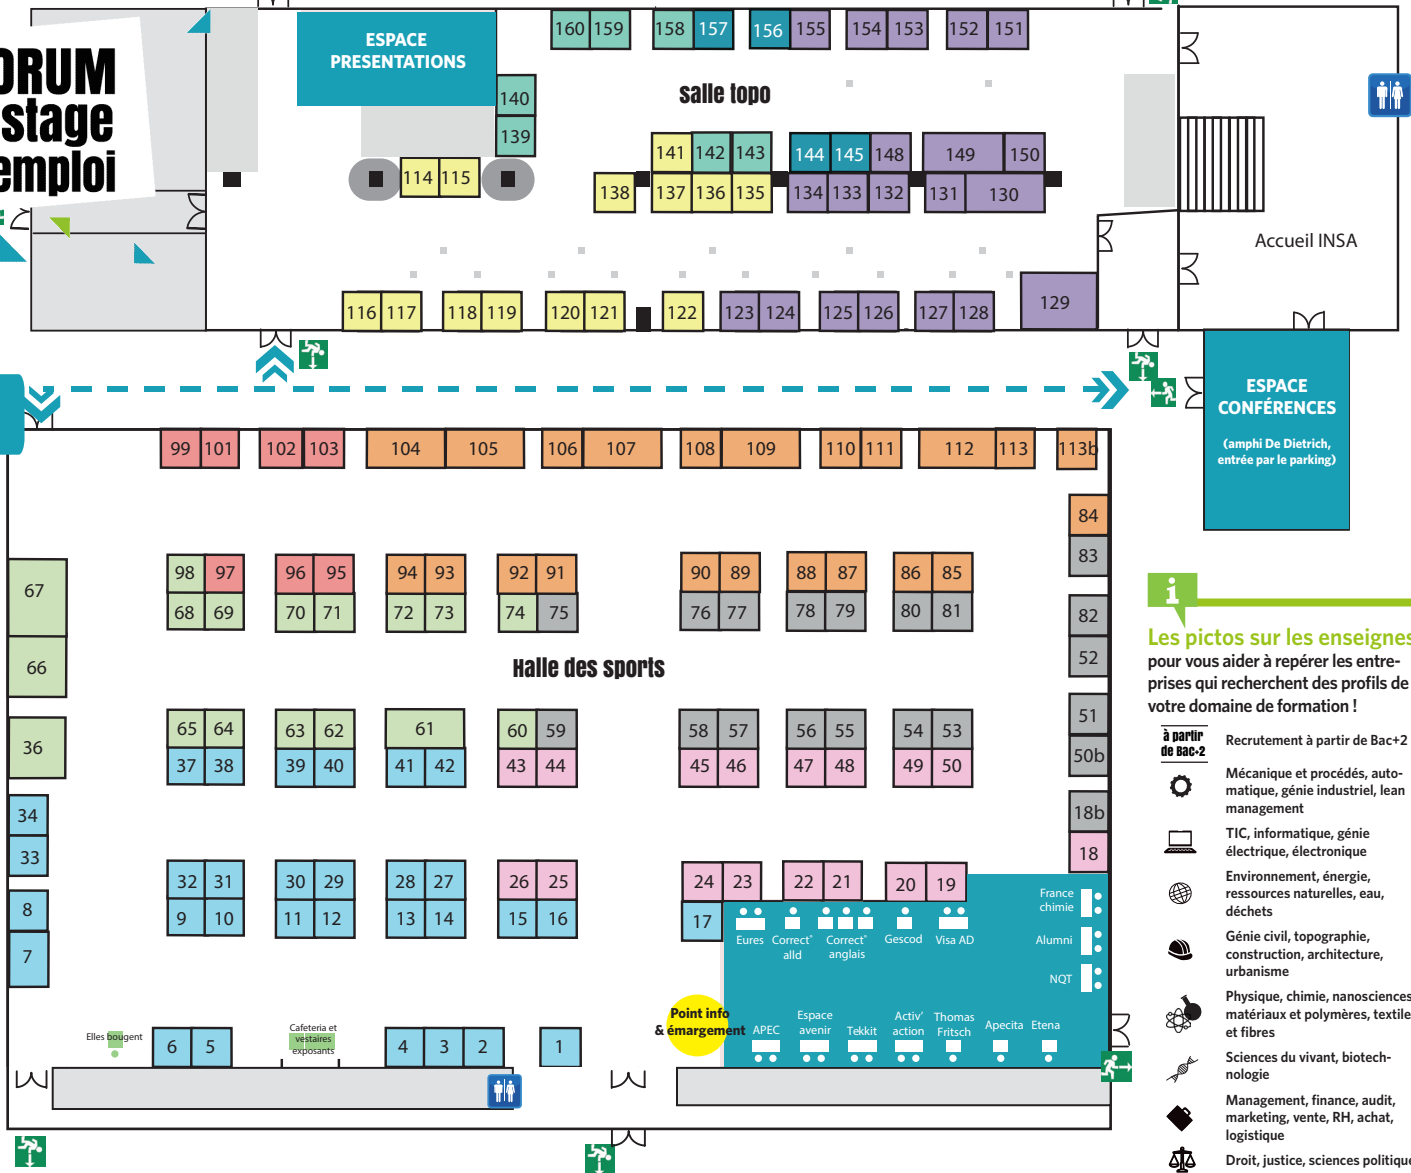 FORUM
stage
emploi
ESPACE
PRESENTATIONS
160 159 158 157 156 155 154 153 152 151
salle topo
140
139
141 142 143 144 145 148 149 150
114 115
138 137 136 135 134 133 132 131 130
Accueil INSA
116 117 118 119 120 121 122 123 124 125 126 127 128 129
ESPACE
CONFÉRENCES
(amphi De Dietrich,
entrée par le parking)
99 101 102 103 104 105 106 107 108 109 110 111 112 113 113b
84
83
98 97 96 95 94 93 92 91 90 89 88 87 86 85
68 69 70 71 72 73 74 75 76 77 78 79 80 81
67
66
82
52
Halle des sports
65 64 63 62 61 60 59 58 57 56 55 54 53
37 38 39 40 41 42 43 44 45 46 47 48 49 50
36
51
50b
34
33
18b
18
32 31 30 29 28 27 26 25 24 23 22 21 20 19
9 10 11 12 13 14 15 16 17
8
7
France
chimie
Alumni
NQT
Eures
Correct°
alld
Correct°
anglais
Gescod
Visa AD
Point info
& émargement
APEC
Espace
avenir
Tekkit
Activ'
action
Thomas
Fritsch
Apecita
Etena
Elles bougent
6 5
Cafeteria et
vestiaires
exposants
4 3 2 1
i
Les pictos sur les enseignes
pour vous aider à repérer les entre-
prises qui recherchent des profils de
votre domaine de formation !
à partir
de Bac+2
Recrutement à partir de Bac+2
Mécanique et procédés, auto-
matique, génie industriel, lean
management
TIC, informatique, génie
électrique, électronique
Environnement, énergie,
ressources naturelles, eau,
déchets
Génie civil, topographie,
construction, architecture,
urbanisme
Physique, chimie, nanosciences
matériaux et polymères, textile
et fibres
Sciences du vivant, biotech-
nologie
Management, finance, audit,
marketing, vente, RH, achat,
logistique
Droit, justice, sciences politique